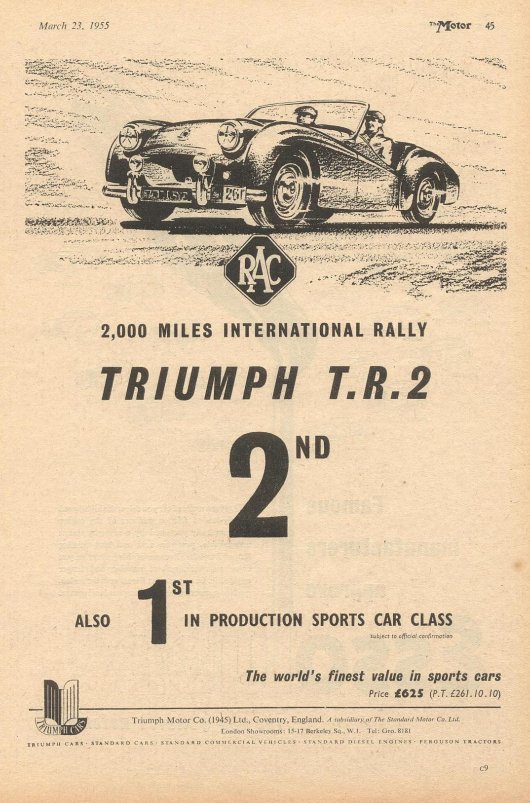 March 23, 1955
The Motor 45
261
RAC
2,000 MILES INTERNATIONAL RALLY
TRIUMPH T.R.2
2ND
ALSO 1ST IN PRODUCTION SPORTS CAR CLASS
Subject to official confirmation
The world's finest value in sports cars
Price £625 (P.T. £261.10.10)
TRIUMPH CARS
Triumph Motor Co. (1945) Ltd., Coventry, England. A subsidiary of The Standard Motor Co. Ltd.
London Showrooms: 15-17 Berkeley Sq., W.1. Tel: Gro. 8181
TRIUMPH CARS · STANDARD CARS · STANDARD COMMERCIAL VEHICLES · STANDARD DIESEL ENGINES · FERGUSON TRACTORS
C9